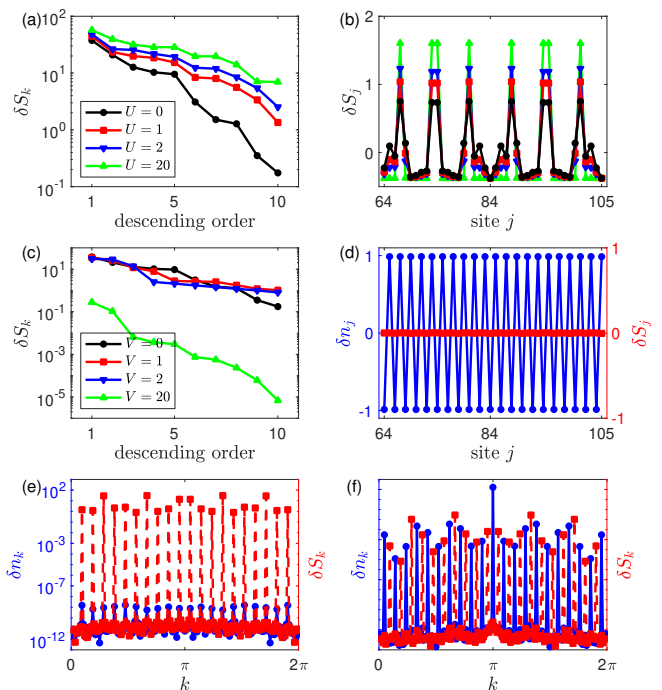 (a)
10^2
10^1
10^0
10^-1
δS_k
U = 0
U = 1
U = 2
U = 20
1
5
10
descending order
(b)
2
1
0
δS_j
64
84
105
site j
(c)
10^1
10^-1
10^-3
10^-5
δS_k
V = 0
V = 1
V = 2
V = 20
1
5
10
descending order
(d)
1
0
-1
δn_j
1
0
-1
δS_j
64
84
105
site j
(e)
10^2
10^-3
10^-7
10^-12
δn_k
δS_k
0
π
2π
k
(f)
δn_k
δS_k
0
π
2π
k